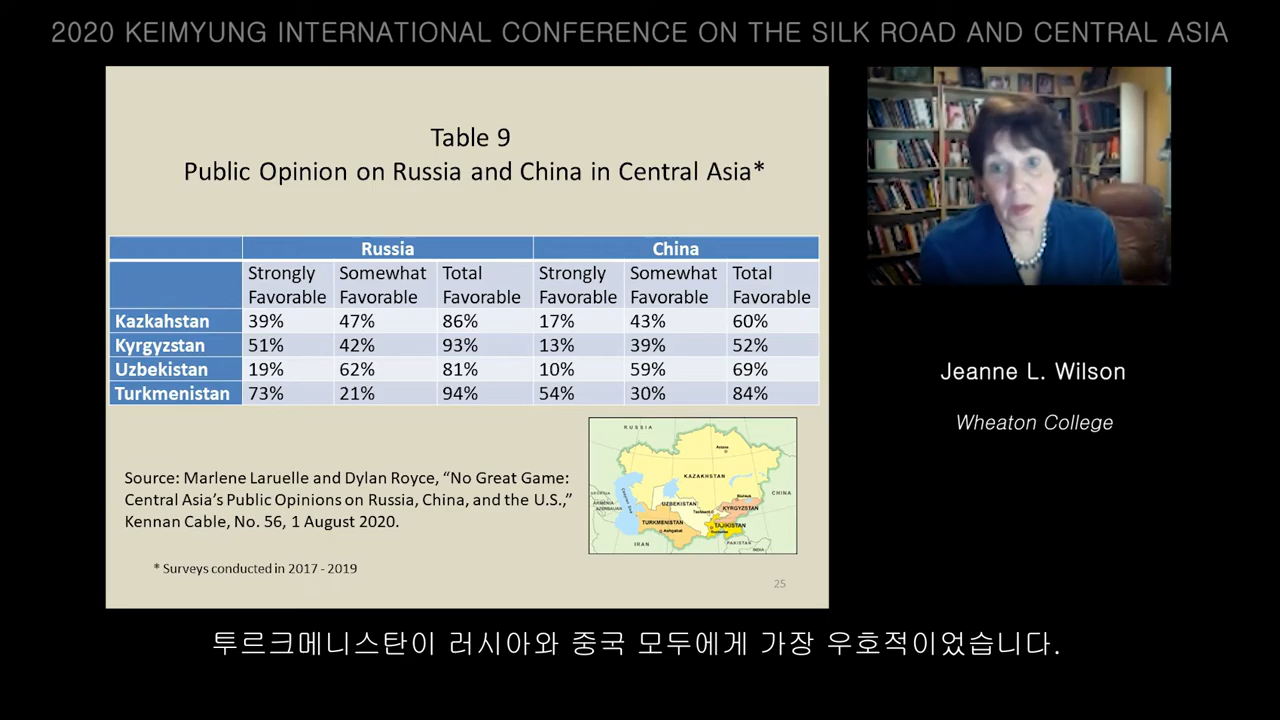 2020 KEIMYUNG INTERNATIONAL CONFERENCE ON THE SILK ROAD AND CENTRAL ASIA
Table 9
Public Opinion on Russia and China in Central Asia*
Russia China
Strongly Favorable Somewhat Favorable Total Favorable Strongly Favorable Somewhat Favorable Total Favorable
Kazkahstan 39% 47% 86% 17% 43% 60%
Kyrgyzstan 51% 42% 93% 13% 39% 52%
Uzbekistan 19% 62% 81% 10% 59% 69%
Turkmenistan 73% 21% 94% 54% 30% 84%
Source: Marlene Laruelle and Dylan Royce, “No Great Game:
Central Asia’s Public Opinions on Russia, China, and the U.S.,”
Kennan Cable, No. 56, 1 August 2020.
* Surveys conducted in 2017 - 2019
RUSSIA
Astana
KAZAKHSTAN
CHINA
UZBEKISTAN
KYRGYZSTAN
TURKMENISTAN
TAJIKISTAN
Ashgabat
IRAN
PAKISTAN
INDIA
25
Jeanne L. Wilson
Wheaton College
투르크메니스탄이 러시아와 중국 모두에게 가장 우호적이었습니다.